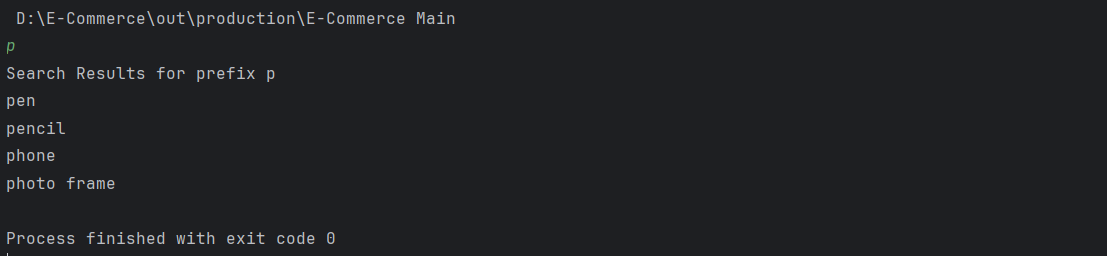 D:\E-Commerce\out\production\E-Commerce Main
p
Search Results for prefix p
pen
pencil
phone
photo frame
Process finished with exit code 0